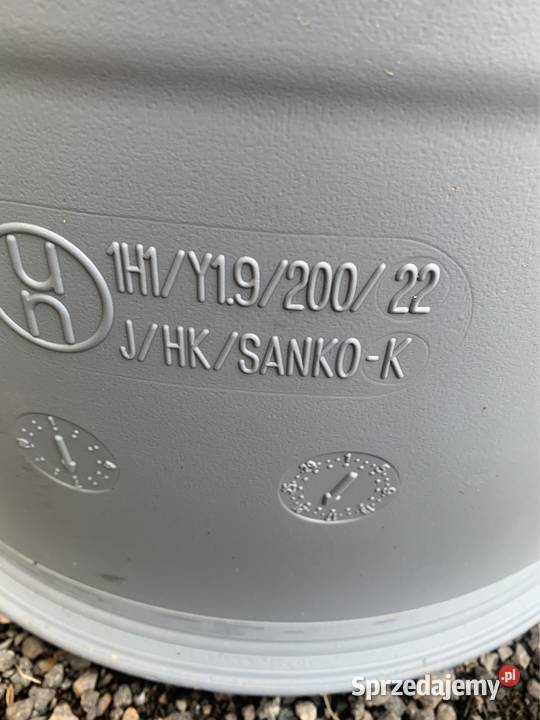 un
1H1/Y1.9/200/22
J/HK/SANKO-K
Sprzedajemy.pl